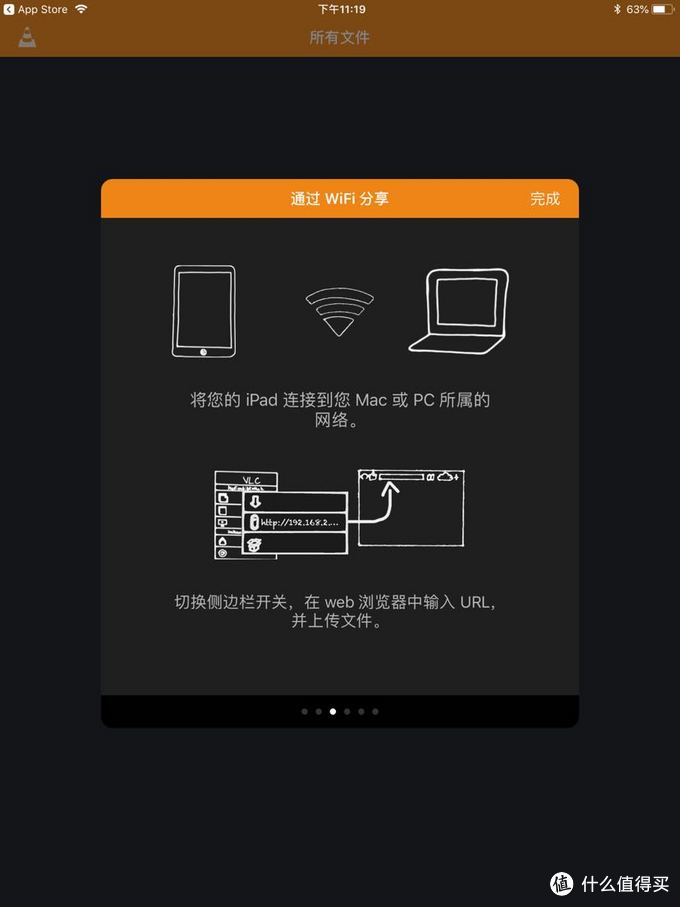 App Store
下午11:19
63%
所有文件
通过 WiFi 分享
完成
将您的 iPad 连接到您 Mac 或 PC 所属的
网络。
VLC
http://192.168.2....
切换侧边栏开关，在 web 浏览器中输入 URL，
并上传文件。
值 什么值得买